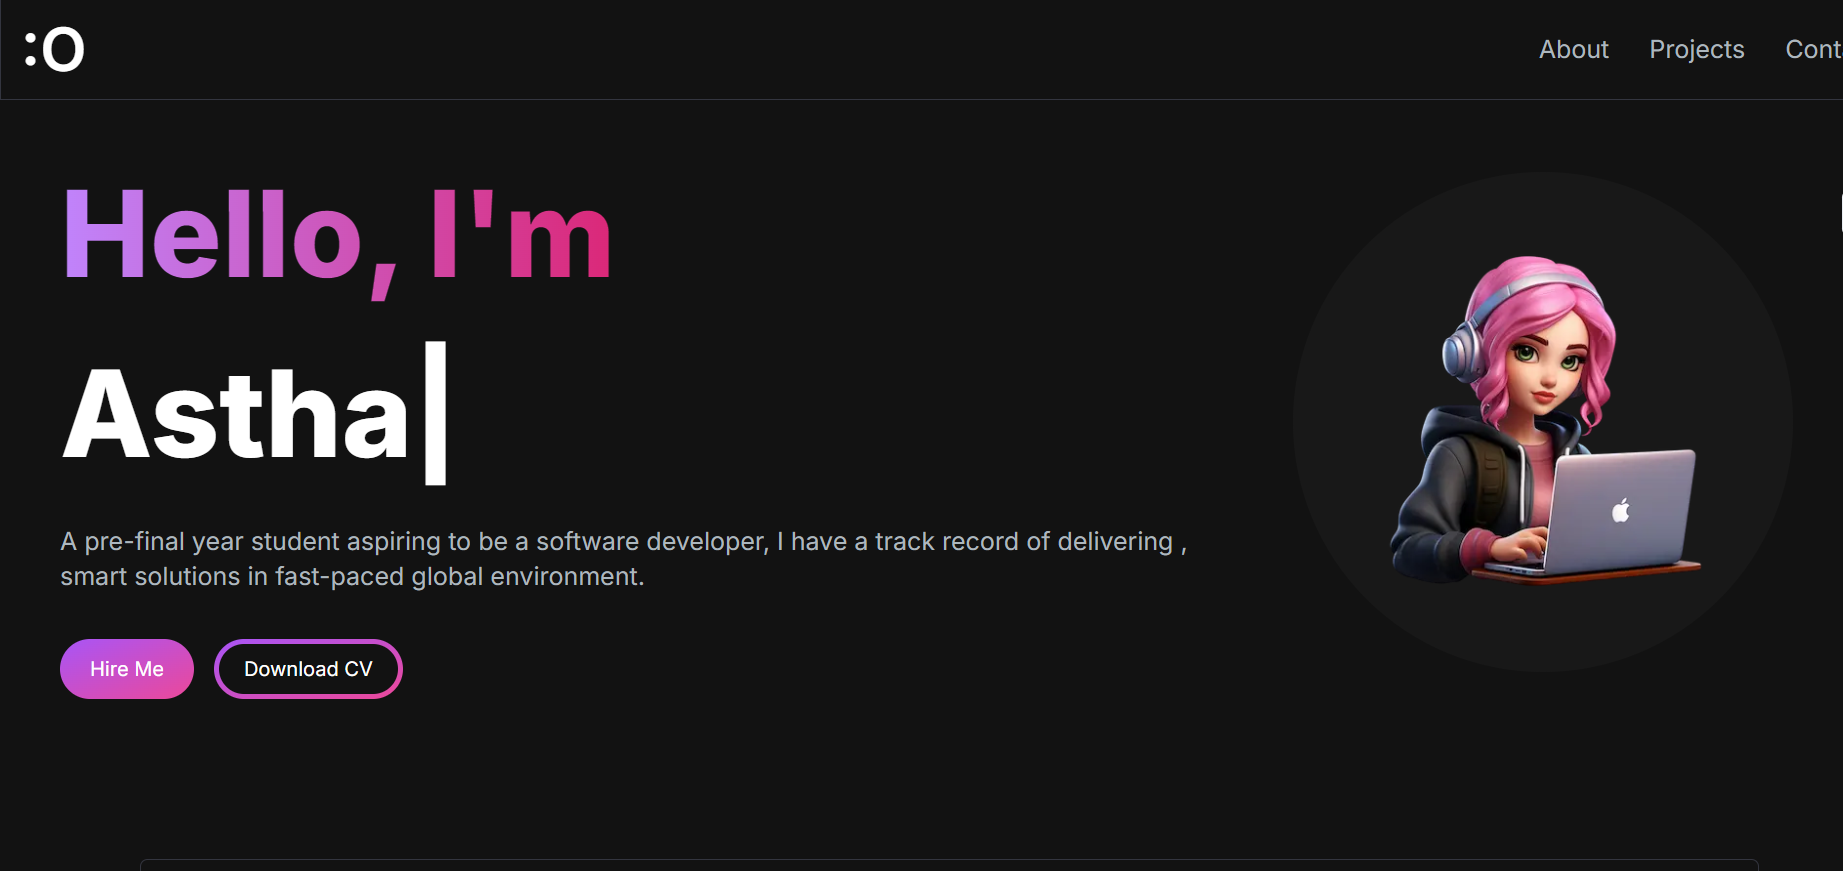 :O
About Projects
Hello, I'm
Astha
A pre-final year student aspiring to be a software developer, I have a track record of delivering ,
smart solutions in fast-paced global environment.
Hire Me Download CV